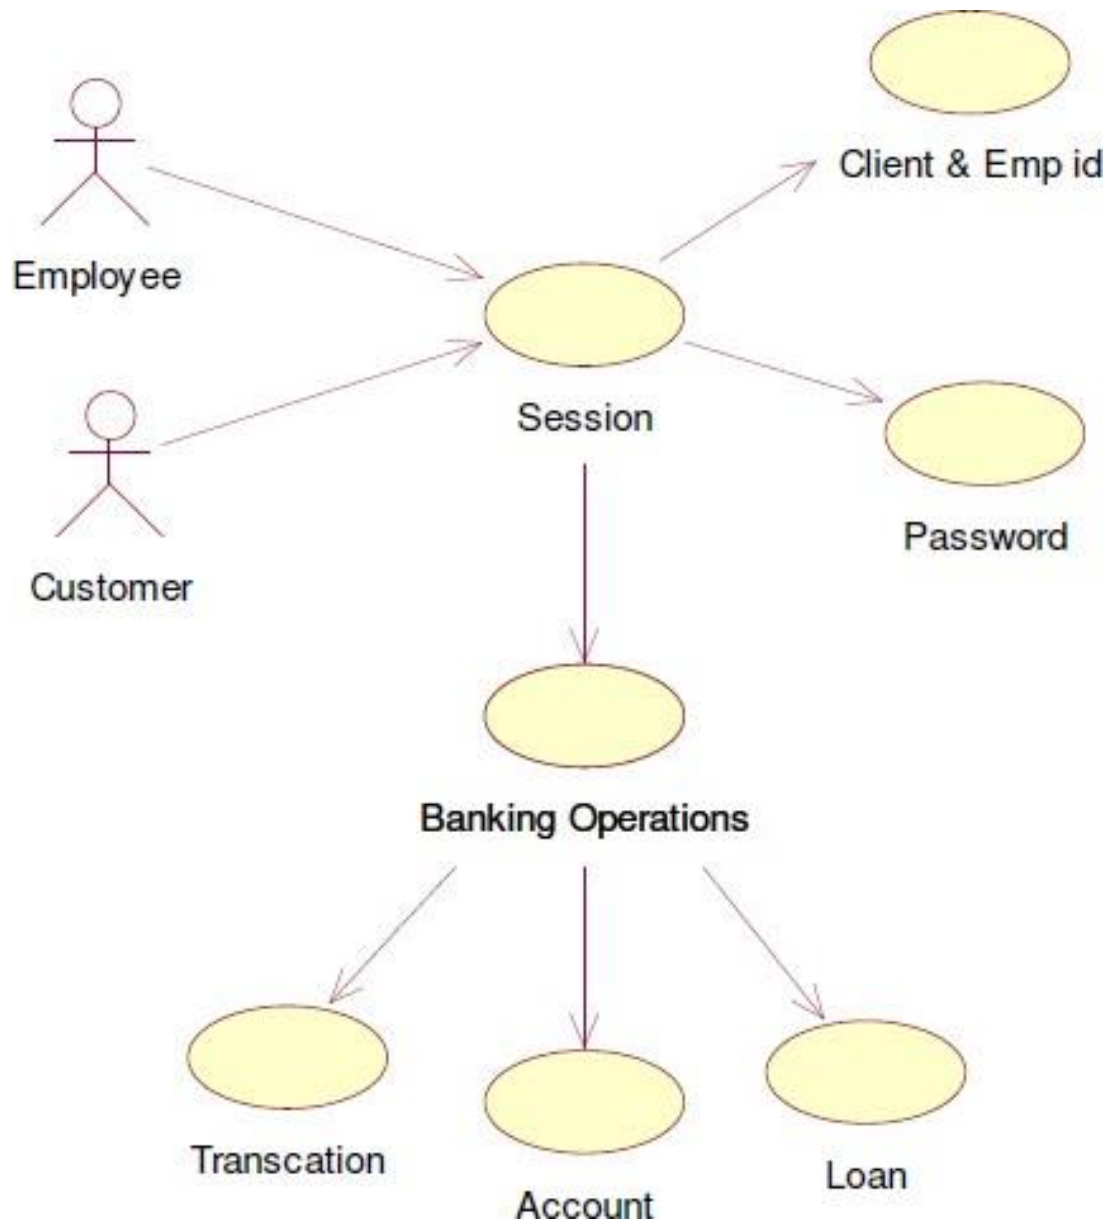 Client & Emp id
Employee
Session
Password
Customer
Banking Operations
Transcation
Account
Loan